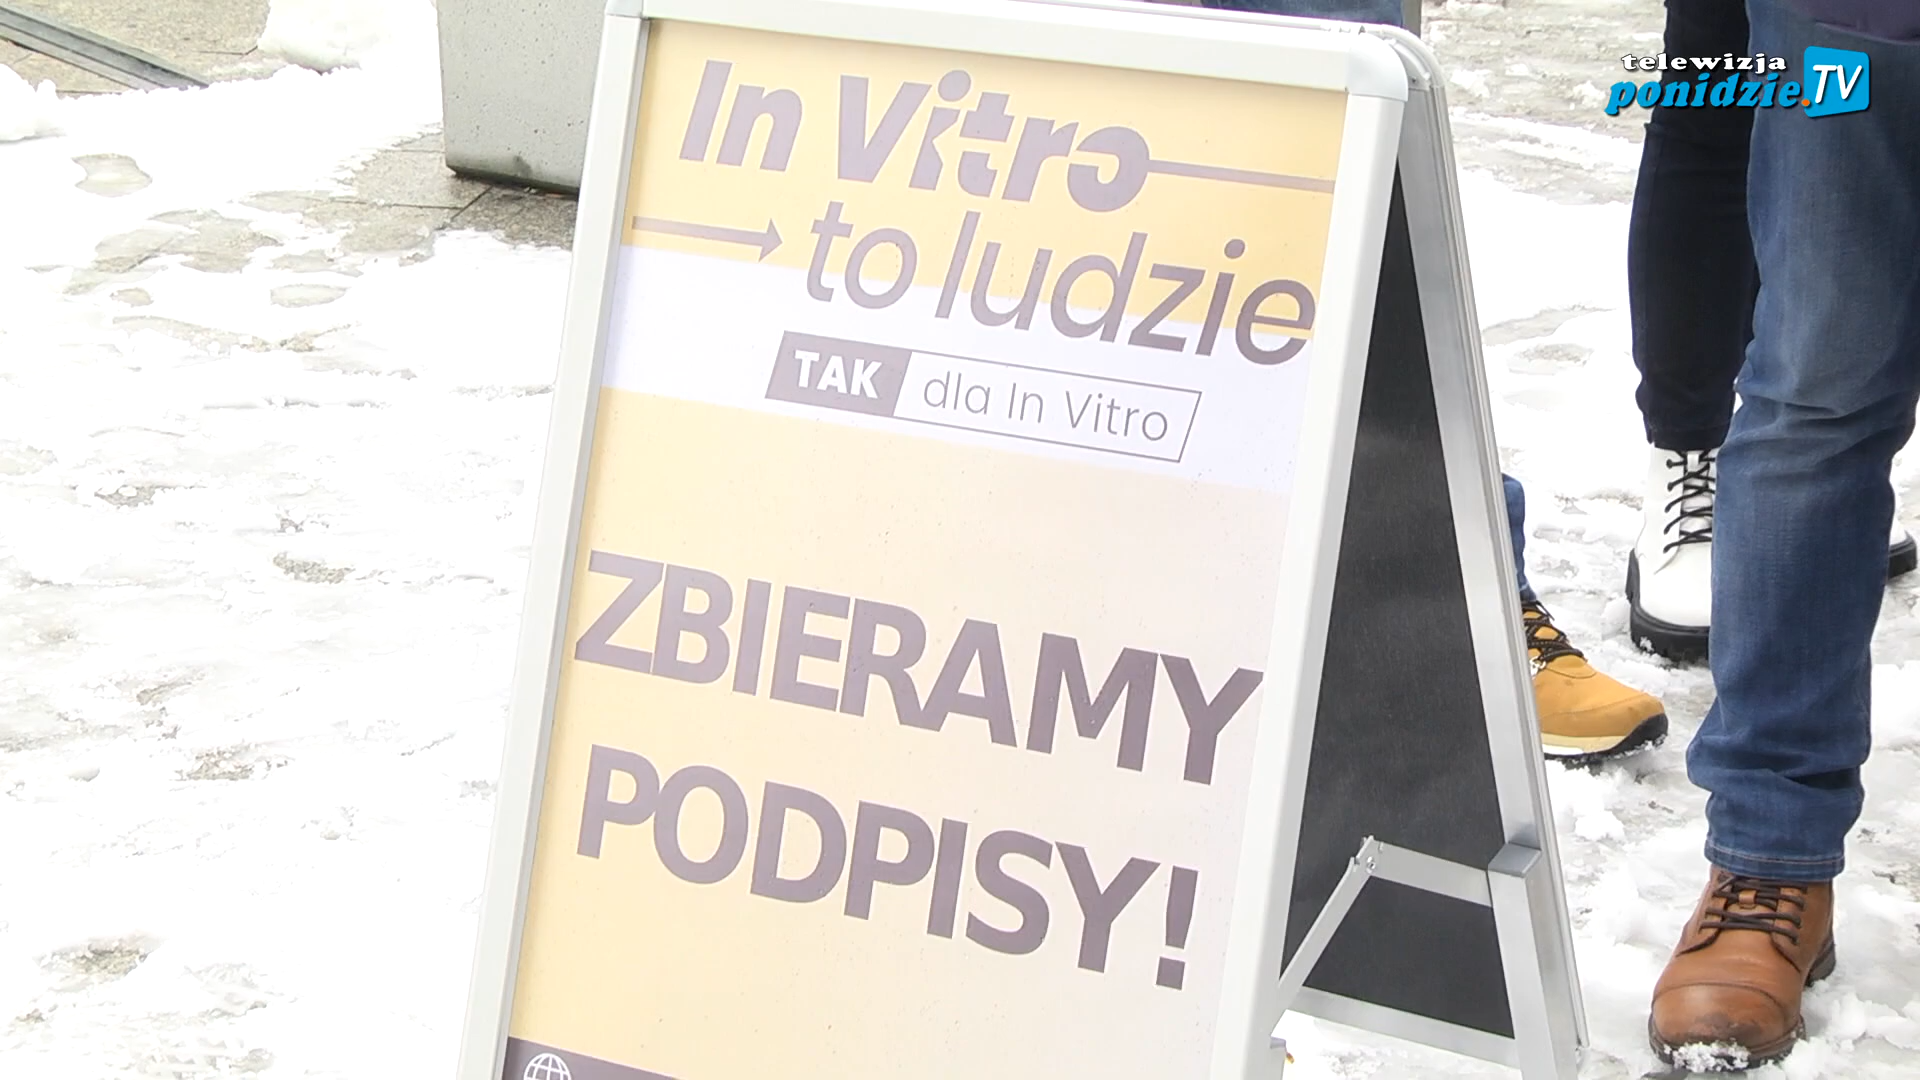 telewizja
ponidzie.TV
In Vitro
to ludzie
TAK dla In Vitro
ZBIERAMY
PODPISY!